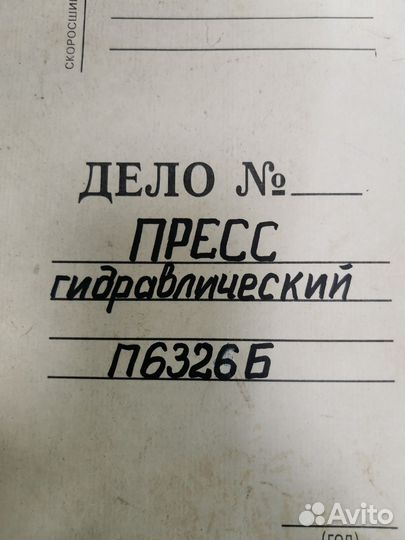 СКОРОСШИ
ДЕЛО №
ПРЕСС
гидравлический
П6326Б
(год)
Avito